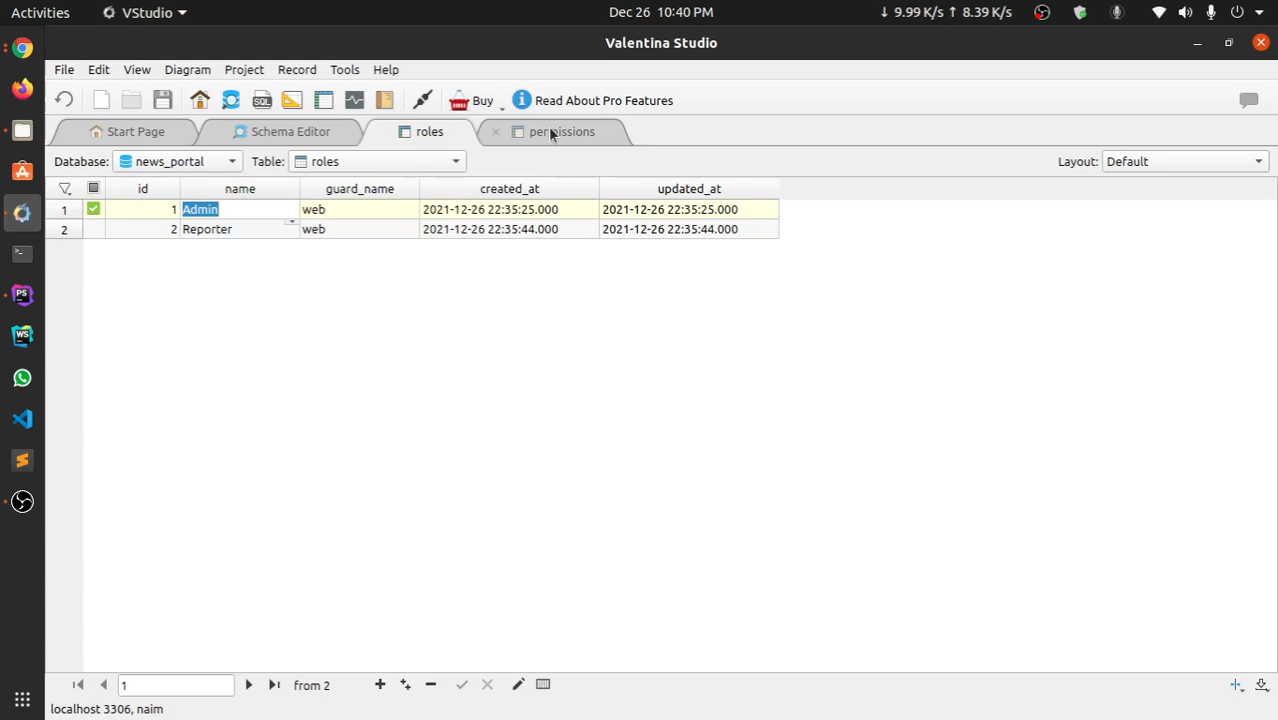 Activities VStudio Dec 26 10:40 PM ↓ 9.99 K/s ↑ 8.39 K/s
Valentina Studio
File Edit View Diagram Project Record Tools Help
SQL Buy Read About Pro Features
Start Page Schema Editor roles permissions
Database: news_portal Table: roles Layout: Default
id name guard_name created_at updated_at
1 1 Admin web 2021-12-26 22:35:25.000 2021-12-26 22:35:25.000
2 2 Reporter web 2021-12-26 22:35:44.000 2021-12-26 22:35:44.000
PS
WS
1 from 2
localhost 3306, naim